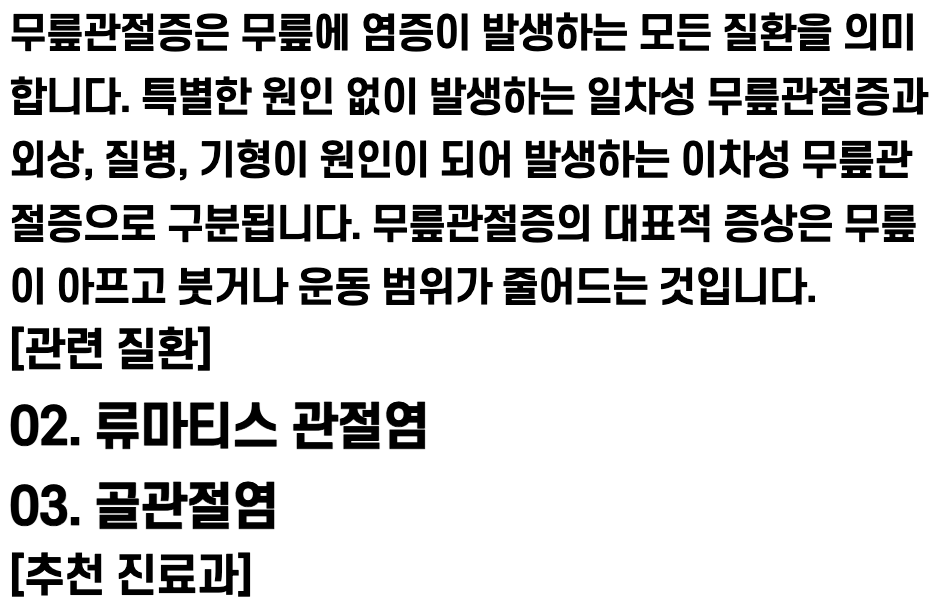 무릎관절증은 무릎에 염증이 발생하는 모든 질환을 의미
합니다. 특별한 원인 없이 발생하는 일차성 무릎관절증과
외상, 질병, 기형이 원인이 되어 발생하는 이차성 무릎관
절증으로 구분됩니다. 무릎관절증의 대표적 증상은 무릎
이 아프고 붓거나 운동 범위가 줄어드는 것입니다.
[관련 질환]
02. 류마티스 관절염
03. 골관절염
[추천 진료과]